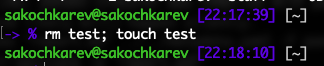 sakochkarev@sakochkarev [22:17:39] [~]
-> % rm test; touch test
sakochkarev@sakochkarev [22:18:10] [~]